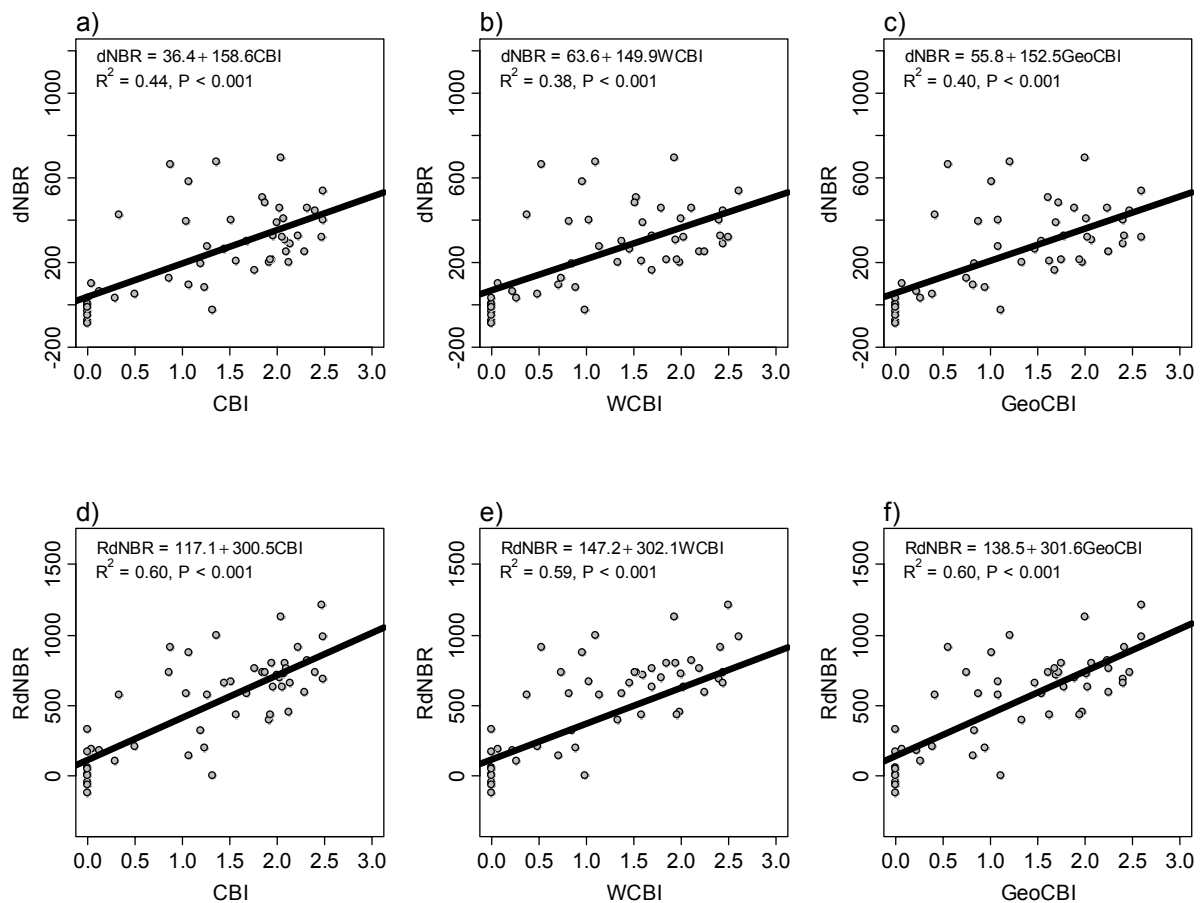 a)
dNBR = 36.4 + 158.6CBI
R² = 0.44, P < 0.001
dNBR
-200 200 600 1000
0.0 0.5 1.0 1.5 2.0 2.5 3.0
CBI
b)
dNBR = 63.6 + 149.9WCBI
R² = 0.38, P < 0.001
dNBR
-200 200 600 1000
0.0 0.5 1.0 1.5 2.0 2.5 3.0
WCBI
c)
dNBR = 55.8 + 152.5GeoCBI
R² = 0.40, P < 0.001
dNBR
-200 200 600 1000
0.0 0.5 1.0 1.5 2.0 2.5 3.0
GeoCBI
d)
RdNBR = 117.1 + 300.5CBI
R² = 0.60, P < 0.001
RdNBR
0 500 1000 1500
0.0 0.5 1.0 1.5 2.0 2.5 3.0
CBI
e)
RdNBR = 147.2 + 302.1WCBI
R² = 0.59, P < 0.001
RdNBR
0 500 1000 1500
0.0 0.5 1.0 1.5 2.0 2.5 3.0
WCBI
f)
RdNBR = 138.5 + 301.6GeoCBI
R² = 0.60, P < 0.001
RdNBR
0 500 1000 1500
0.0 0.5 1.0 1.5 2.0 2.5 3.0
GeoCBI